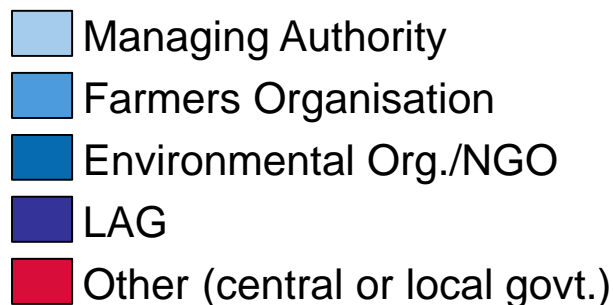 Managing Authority
Farmers Organisation
Environmental Org./NGO
LAG
Other (central or local govt.)